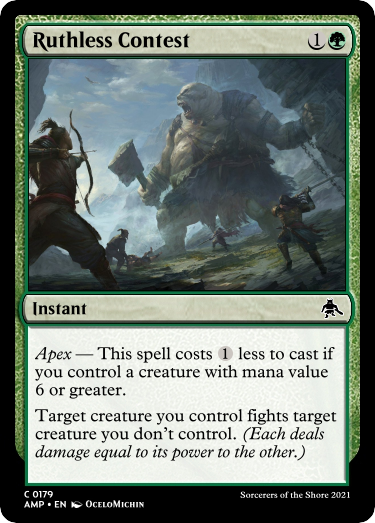 Ruthless Contest 1
Instant
Apex — This spell costs 1 less to cast if
you control a creature with mana value
6 or greater.
Target creature you control fights target
creature you don't control. (Each deals
damage equal to its power to the other.)
C 0179
AMP • EN OceloMichin
Sorcerers of the Shore 2021